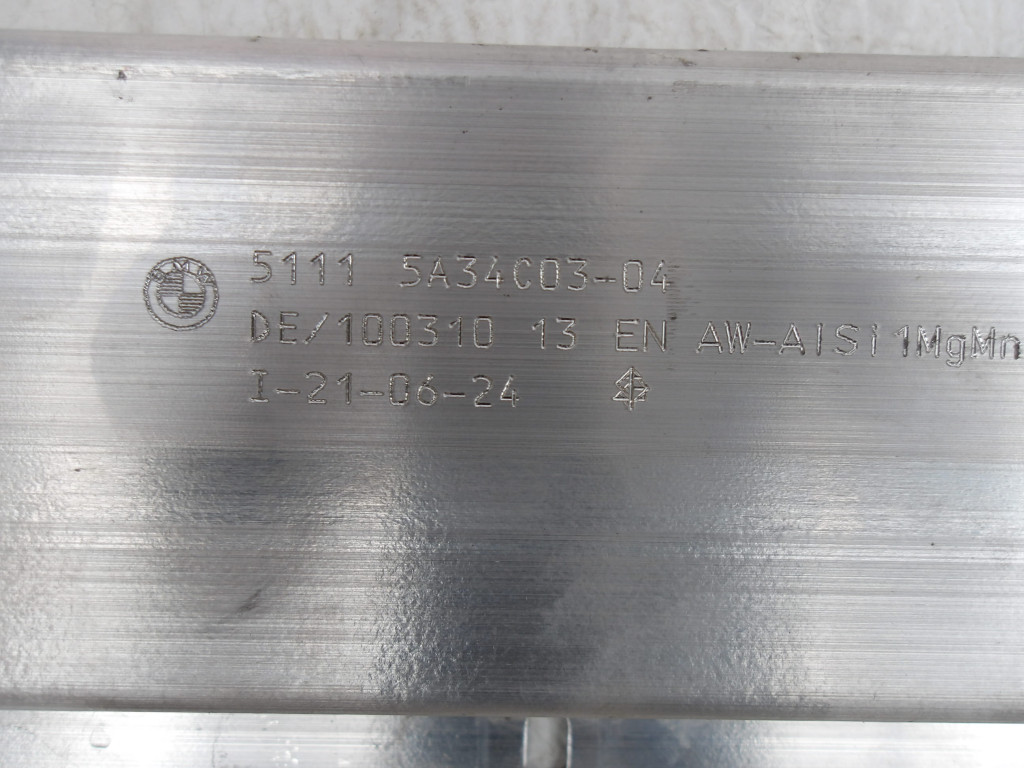 5111 5A34C03-04
DE/100310 13 EN AW-AlSi1MgMn
I-21-06-24